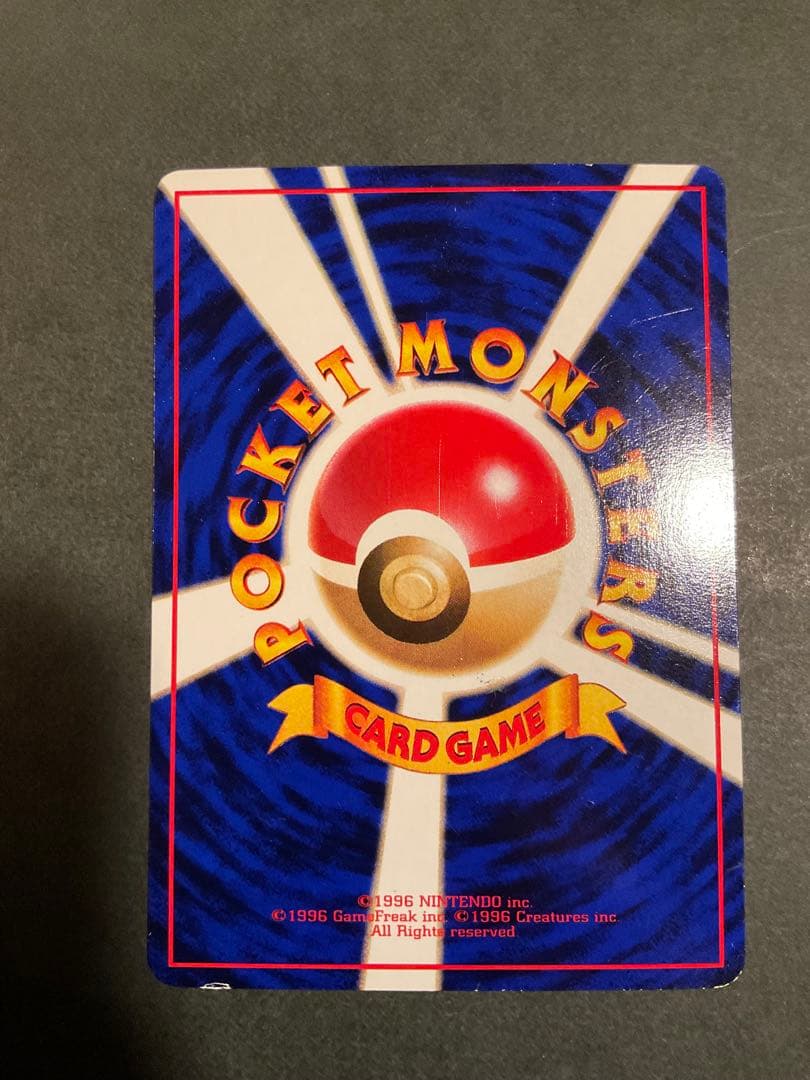 POCKET MONSTERS
CARD GAME
©1996 NINTENDO inc.
©1996 GameFreak inc. ©1996 Creatures inc.
All Rights reserved